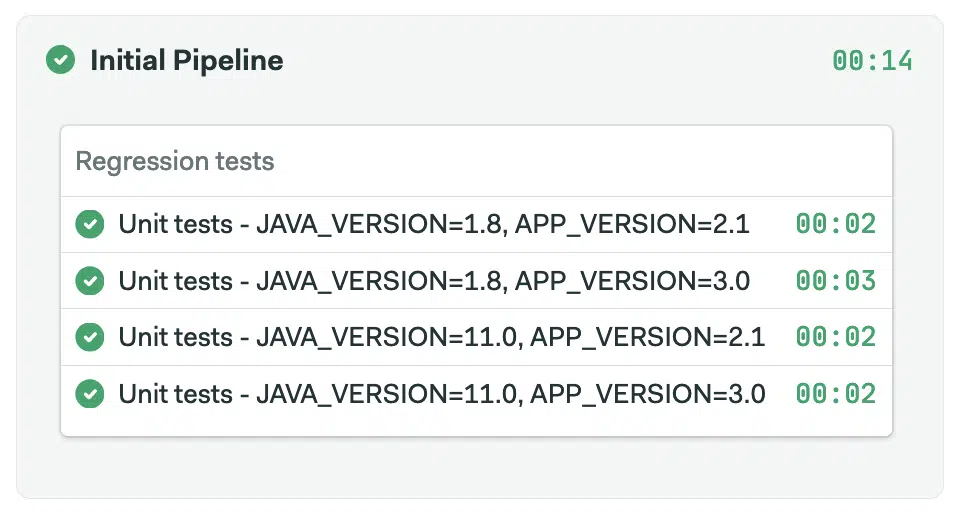 Initial Pipeline 00:14
Regression tests
Unit tests - JAVA_VERSION=1.8, APP_VERSION=2.1 00:02
Unit tests - JAVA_VERSION=1.8, APP_VERSION=3.0 00:03
Unit tests - JAVA_VERSION=11.0, APP_VERSION=2.1 00:02
Unit tests - JAVA_VERSION=11.0, APP_VERSION=3.0 00:02